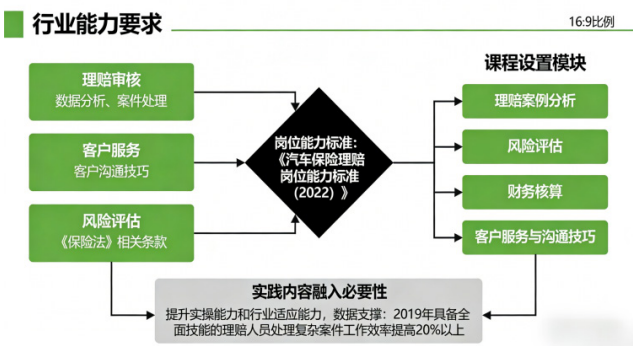 行业能力要求
16:9比例
理赔审核
数据分析、案件处理
客户服务
客户沟通技巧
风险评估
《保险法》相关条款
岗位能力标准:
《汽车保险理赔
岗位能力标准
(2022)》
课程设置模块
理赔案例分析
风险评估
财务核算
客户服务与沟通技巧
实践内容融入必要性
提升实操能力和行业适应能力，数据支撑：2019年具备全
面技能的理赔人员处理复杂案件工作效率提高20%以上